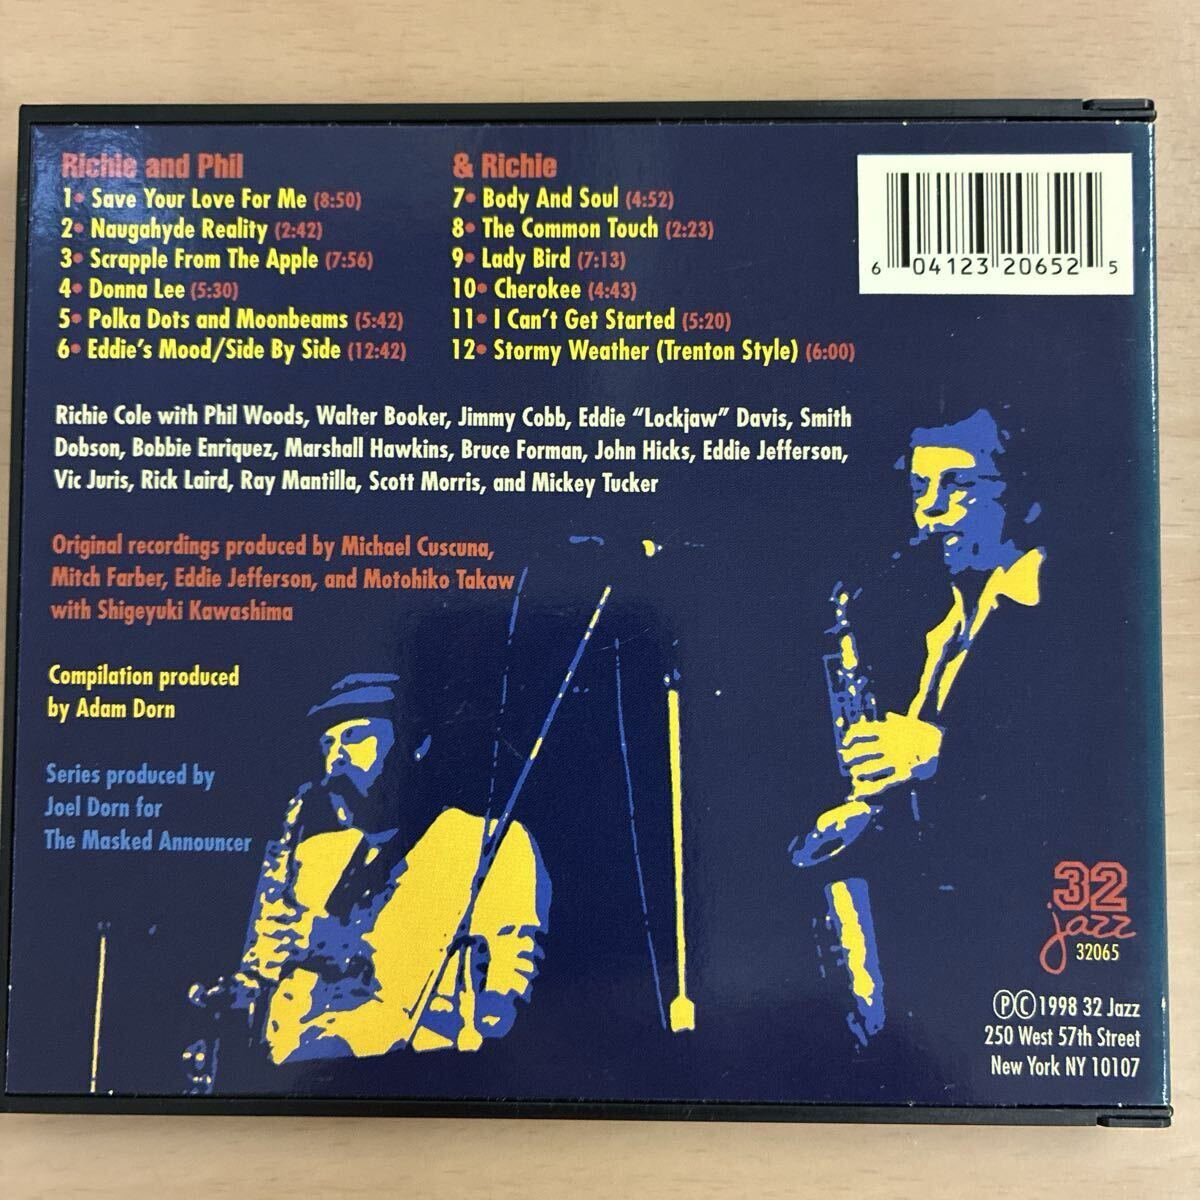 Richie and Phil
1• Save Your Love For Me (8:50)
2• Naugahyde Reality (2:42)
3• Scrapple From The Apple (7:56)
4• Donna Lee (5:30)
5• Polka Dots and Moonbeams (5:42)
6• Eddie's Mood/Side By Side (12:42)
& Richie
7• Body And Soul (4:52)
8• The Common Touch (2:23)
9• Lady Bird (7:13)
10• Cherokee (4:43)
11• I Can't Get Started (5:20)
12• Stormy Weather (Trenton Style) (6:00)
6 04123 20652 5
Richie Cole with Phil Woods, Walter Booker, Jimmy Cobb, Eddie “Lockjaw” Davis, Smith
Dobson, Bobbie Enriquez, Marshall Hawkins, Bruce Forman, John Hicks, Eddie Jefferson,
Vic Juris, Rick Laird, Ray Mantilla, Scott Morris, and Mickey Tucker
Original recordings produced by Michael Cuscuna,
Mitch Farber, Eddie Jefferson, and Motohiko Takaw
with Shigeyuki Kawashima
Compilation produced
by Adam Dorn
Series produced by
Joel Dorn for
The Masked Announcer
32
jazz
32065
ⓅⒸ1998 32 Jazz
250 West 57th Street
New York NY 10107